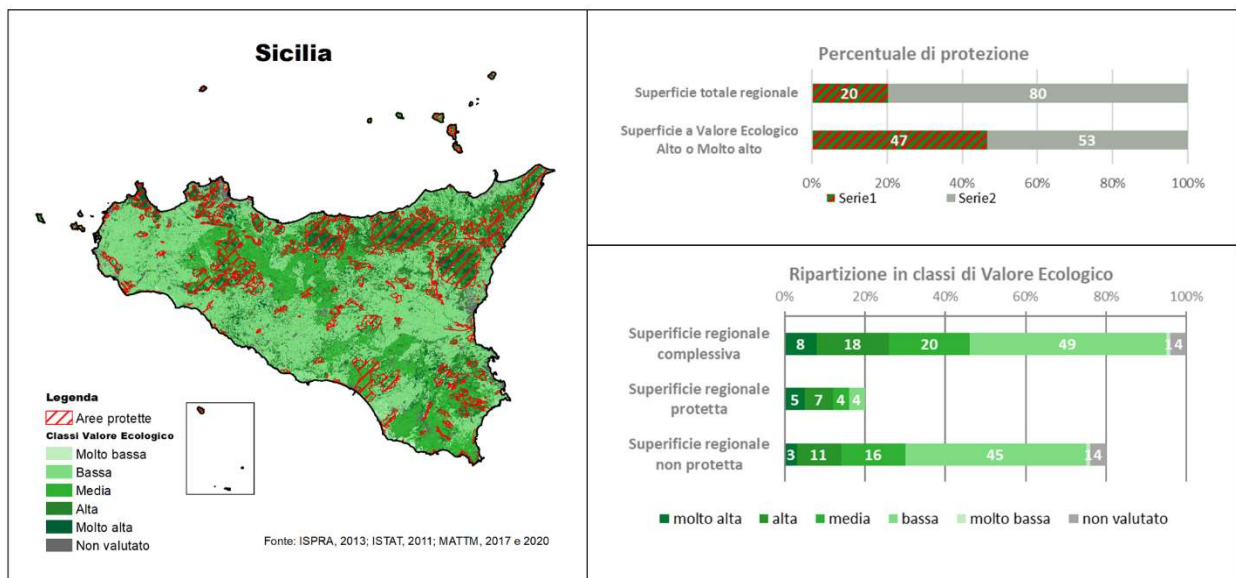 Sicilia
Legenda
Aree protette
Classi Valore Ecologico
Molto bassa
Bassa
Media
Alta
Molto alta
Non valutato
Fonte: ISPRA, 2013; ISTAT, 2011; MATTM, 2017 e 2020
Percentuale di protezione
Superficie totale regionale
20 80
Superficie a Valore Ecologico
Alto o Molto alto
47 53
0% 20% 40% 60% 80% 100%
Serie1 Serie2
Ripartizione in classi di Valore Ecologico
0% 20% 40% 60% 80% 100%
Superificie regionale
complessiva
8 18 20 49 1 4
Superificie regionale
protetta
5 7 4 4
Superificie regionale
non protetta
3 11 16 45 1 4
molto alta alta media bassa molto bassa non valutato